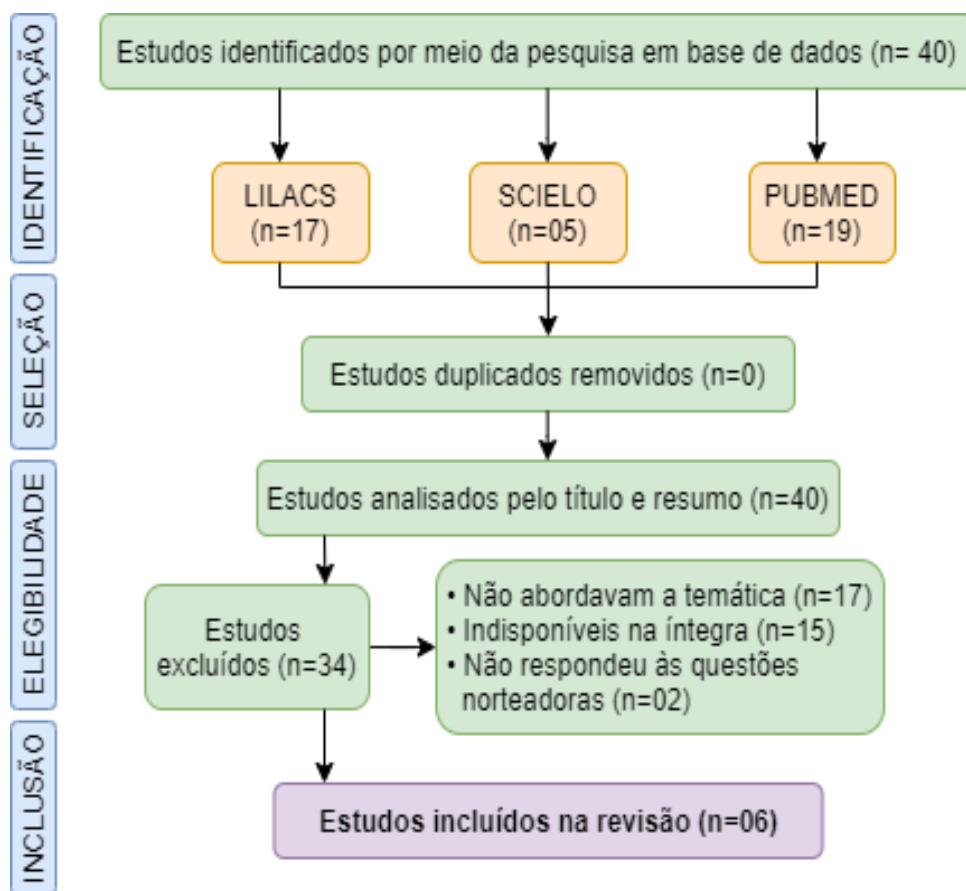 IDENTIFICAÇÃO
Estudos identificados por meio da pesquisa em base de dados (n= 40)
LILACS
(n=17)
SCIELO
(n=05)
PUBMED
(n=19)
SELEÇÃO
Estudos duplicados removidos (n=0)
ELEGIBILIDADE
Estudos analisados pelo título e resumo (n=40)
Estudos
excluídos (n=34)
• Não abordavam a temática (n=17)
• Indisponíveis na íntegra (n=15)
• Não respondeu às questões
norteadoras (n=02)
INCLUSÃO
Estudos incluídos na revisão (n=06)